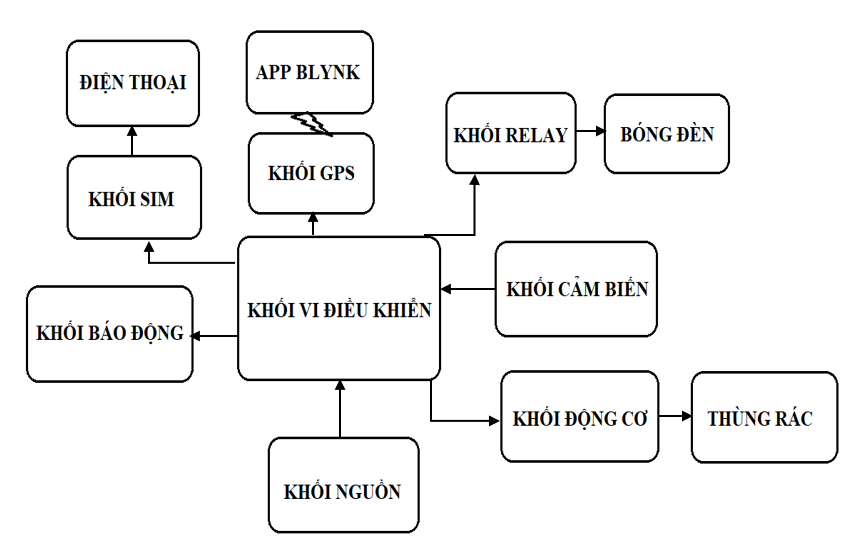 ĐIỆN THOẠI
APP BLYNK
KHỐI RELAY
BÓNG ĐÈN
KHỐI GPS
KHỐI SIM
KHỐI CẢM BIẾN
KHỐI VI ĐIỀU KHIỂN
KHỐI BÁO ĐỘNG
KHỐI ĐỘNG CƠ
THÙNG RÁC
KHỐI NGUỒN